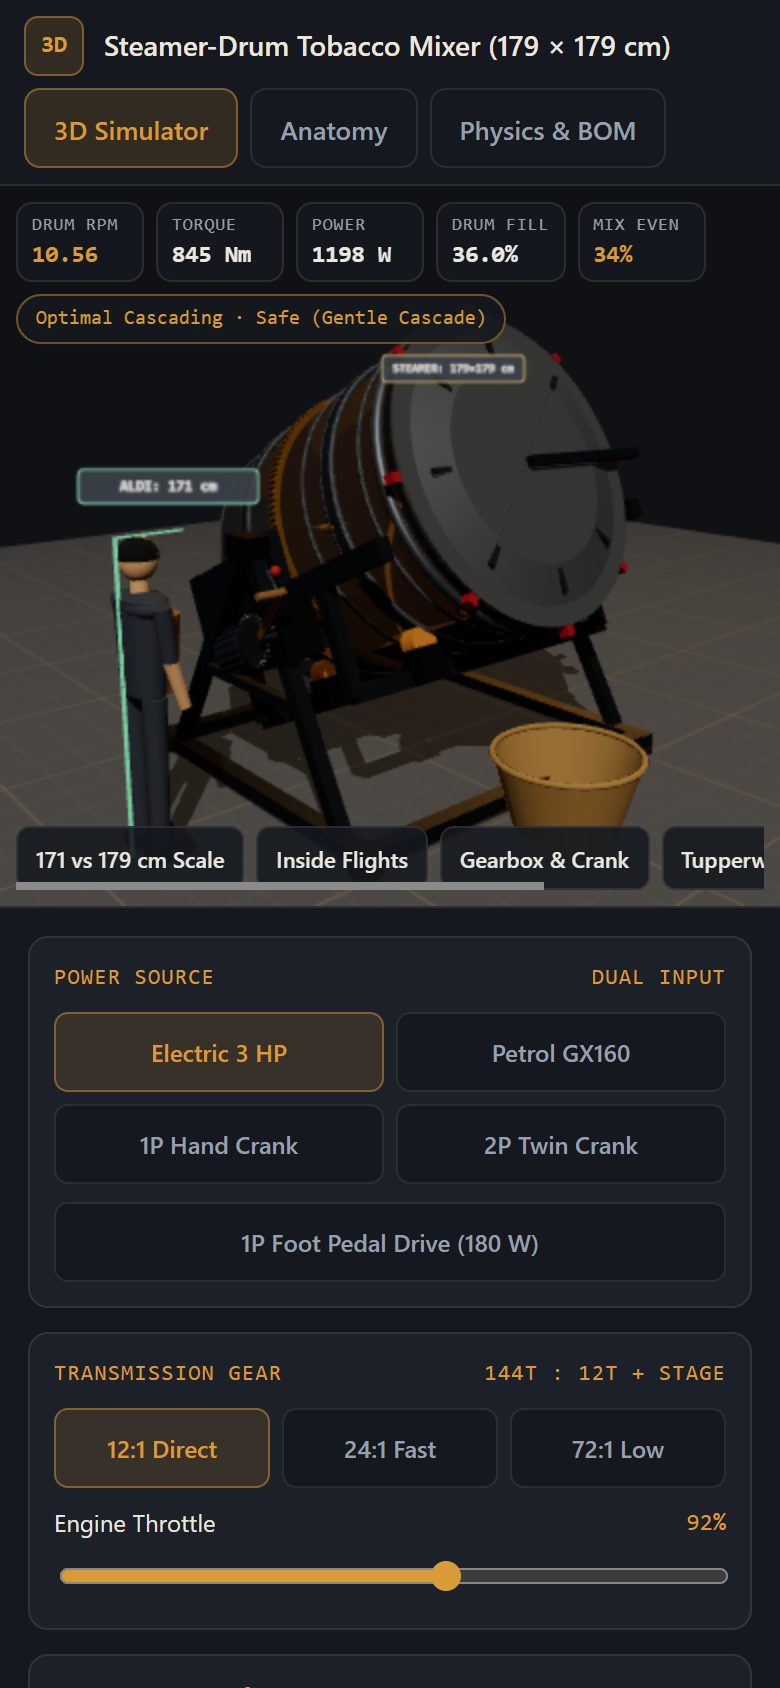 3D
Steamer-Drum Tobacco Mixer (179 × 179 cm)
3D Simulator
Anatomy
Physics & BOM
DRUM RPM
10.56
TORQUE
845 Nm
POWER
1198 W
DRUM FILL
36.0%
MIX EVEN
34%
Optimal Cascading · Safe (Gentle Cascade)
STEAMER: 179×179 cm
ALDI: 171 cm
171 vs 179 cm Scale
Inside Flights
Gearbox & Crank
Tupperw
POWER SOURCE
DUAL INPUT
Electric 3 HP
Petrol GX160
1P Hand Crank
2P Twin Crank
1P Foot Pedal Drive (180 W)
TRANSMISSION GEAR
144T : 12T + STAGE
12:1 Direct
24:1 Fast
72:1 Low
Engine Throttle
92%